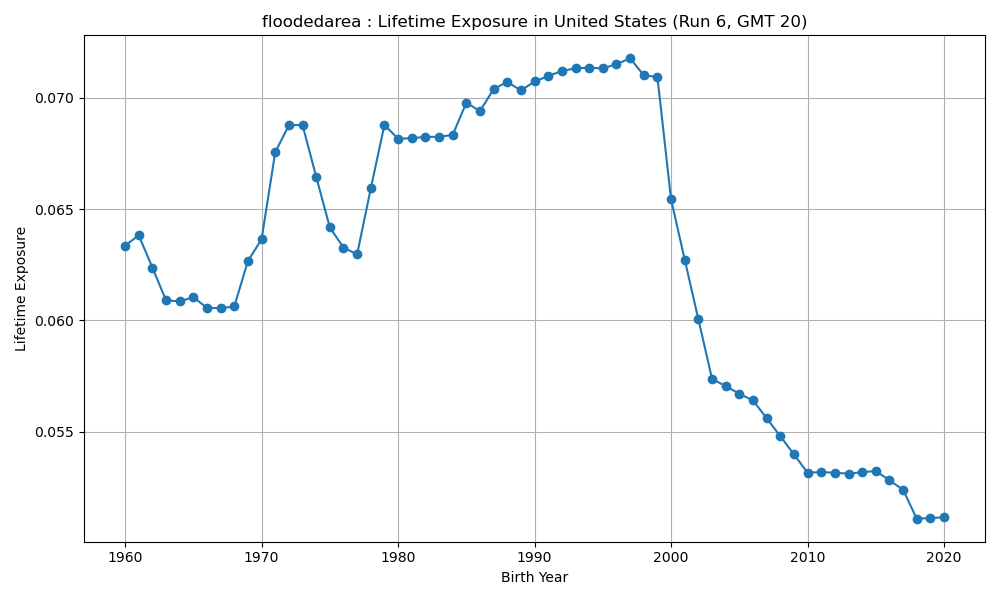 floodedarea : Lifetime Exposure in United States (Run 6, GMT 20)
Lifetime Exposure
0.070
0.065
0.060
0.055
1960 1970 1980 1990 2000 2010 2020
Birth Year